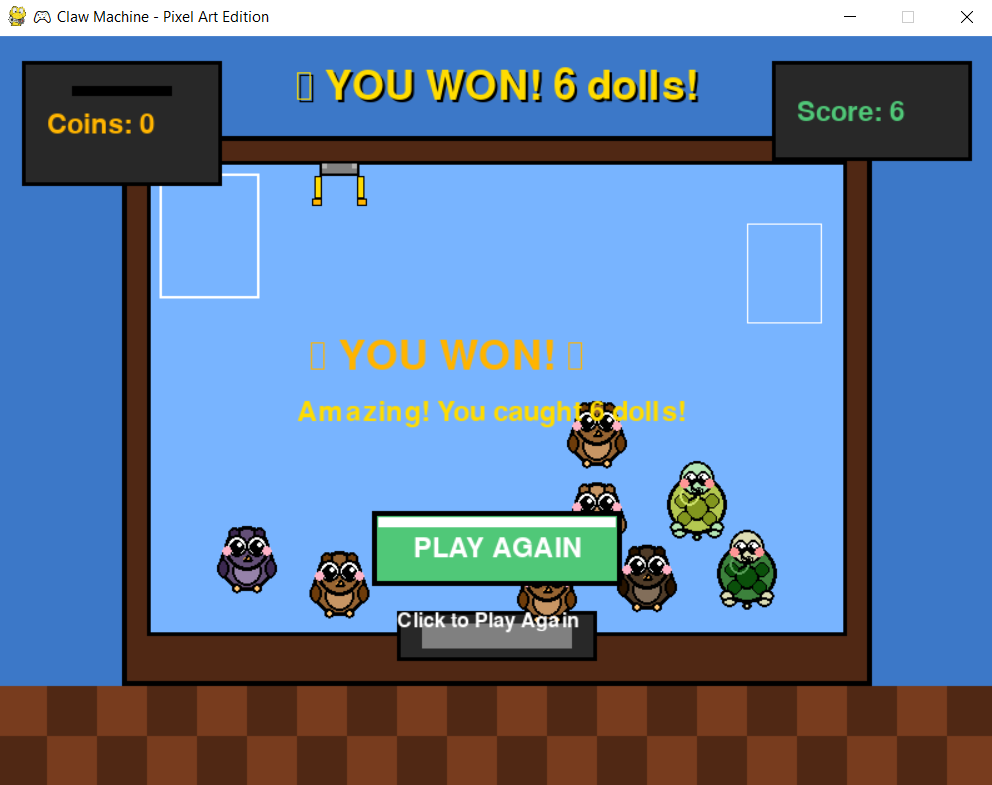 Claw Machine - Pixel Art Edition
YOU WON! 6 dolls!
Coins: 0
Score: 6
YOU WON!
Amazing! You caught 6 dolls!
PLAY AGAIN
Click to Play Again